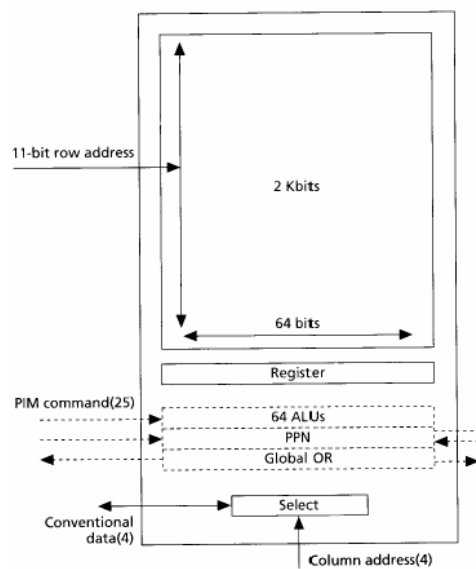 11-bit row address
2 Kbits
64 bits
Register
PIM command(25)
64 ALUs
PPN
Global OR
Select
Conventional
data(4)
Column address(4)